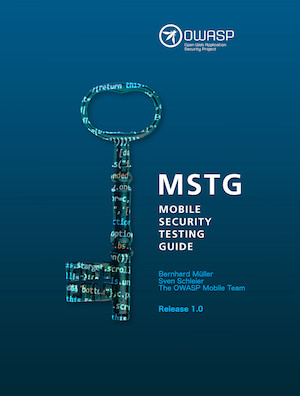 OWASP
Open Web Application
Security Project
MSTG
MOBILE
SECURITY
TESTING
GUIDE
Bernhard Müller
Sven Schleier
The OWASP Mobile Team
Release 1.0